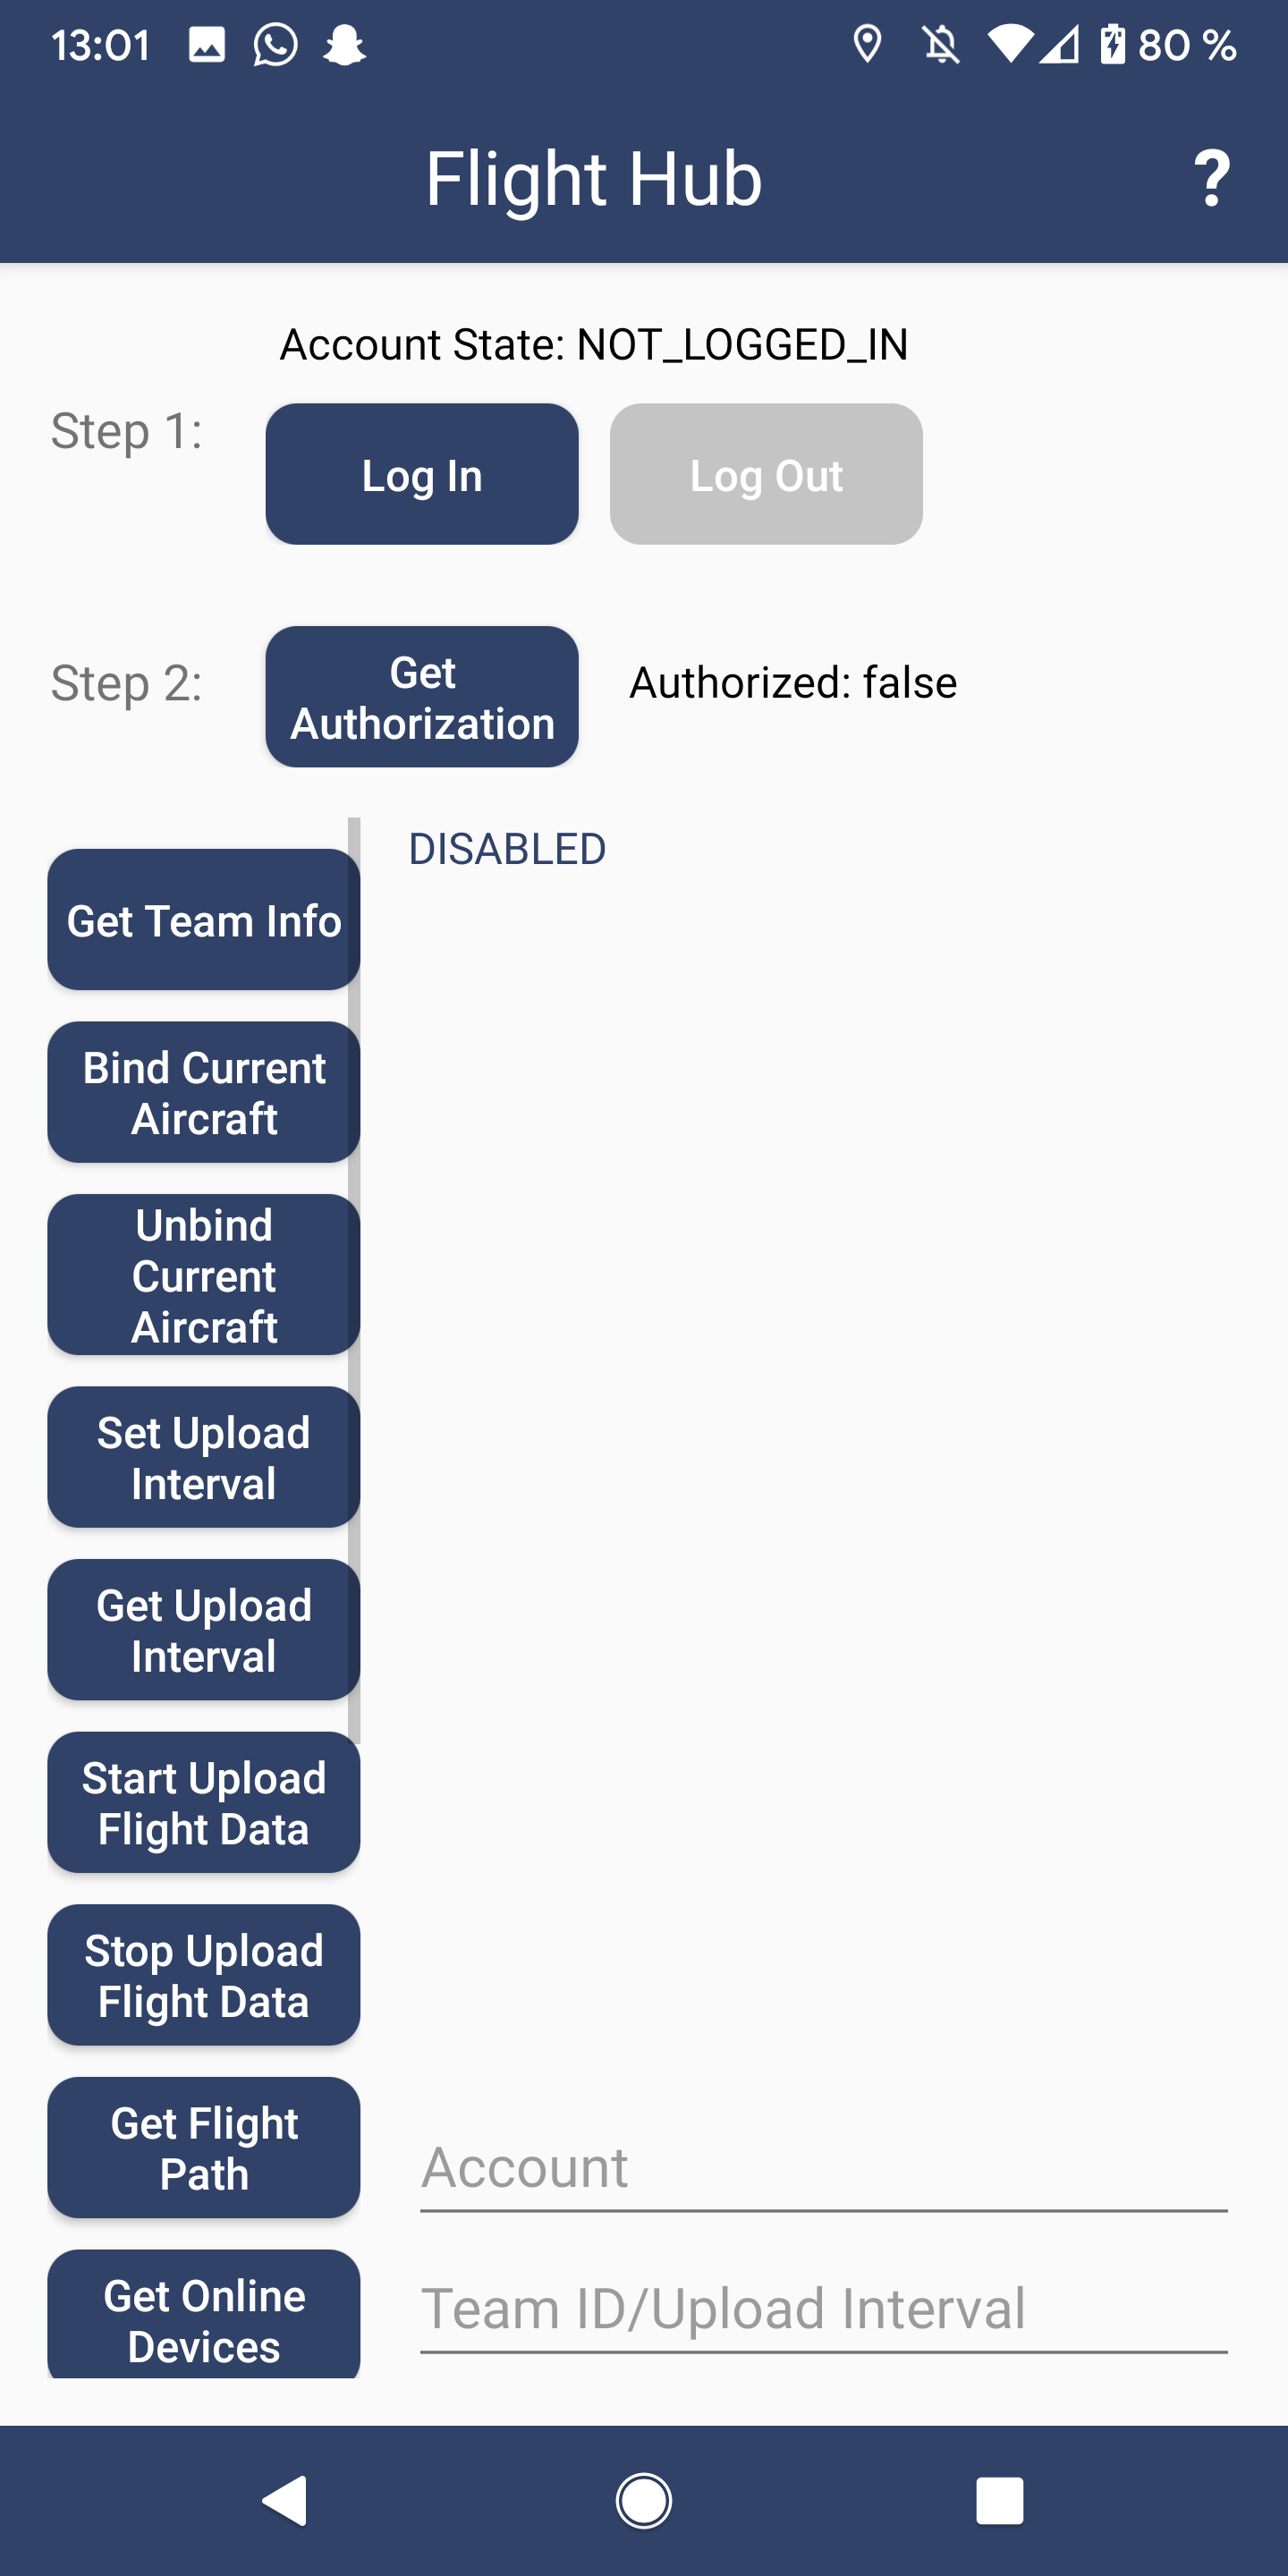 13:01
80 %
Flight Hub
?
Account State: NOT_LOGGED_IN
Step 1:
Log In
Log Out
Step 2:
Get
Authorization
Authorized: false
DISABLED
Get Team Info
Bind Current
Aircraft
Unbind
Current
Aircraft
Set Upload
Interval
Get Upload
Interval
Start Upload
Flight Data
Stop Upload
Flight Data
Get Flight
Path
Account
Get Online
Devices
Team ID/Upload Interval